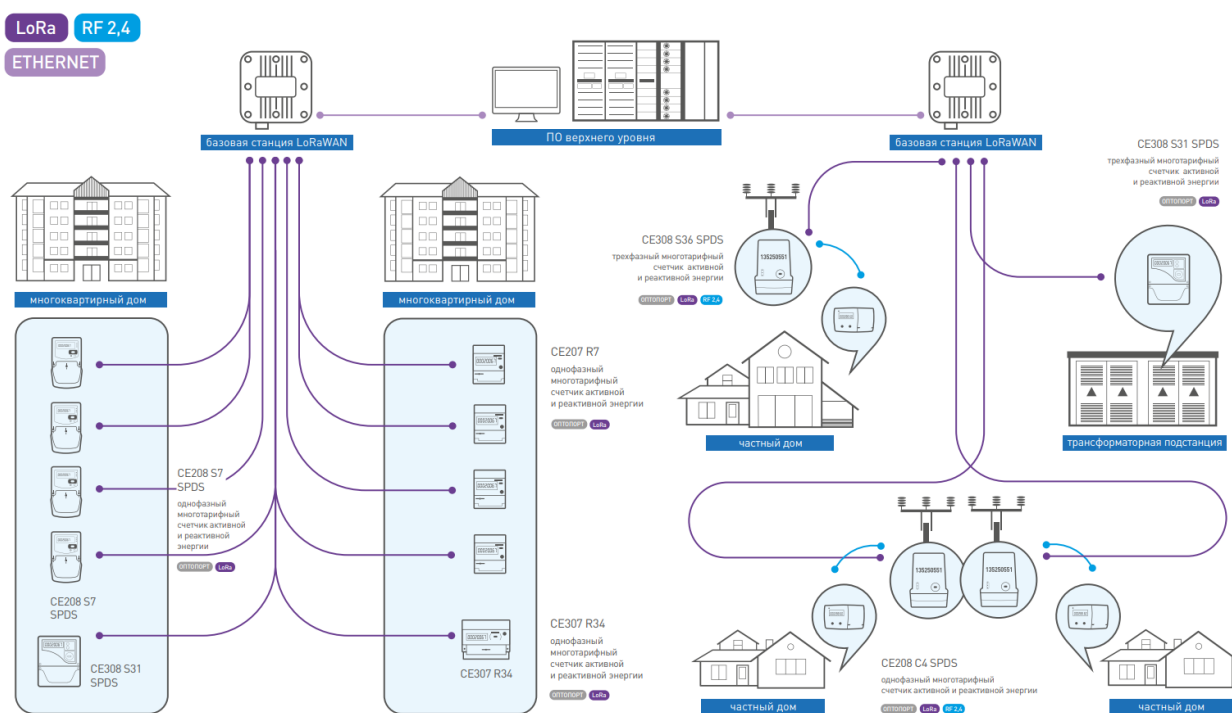 LoRa
RF 2,4
ETHERNET
базовая станция LoRaWAN
ПО верхнего уровня
базовая станция LoRaWAN
многоквартирный дом
многоквартирный дом
CE208 S7
SPDS
однофазный
многотарифный
счетчик активной
и реактивной
энергии
ОПТОПОРТ LoRa
CE208 S7
SPDS
CE308 S31
SPDS
CE207 R7
однофазный
многотарифный
счетчик активной
и реактивной энергии
ОПТОПОРТ LoRa
CE307 R34
CE307 R34
однофазный
многотарифный
счетчик активной
и реактивной энергии
ОПТОПОРТ LoRa
CE308 S36 SPDS
трехфазный многотарифный
счетчик активной
и реактивной энергии
ОПТОПОРТ LoRa RF 2,4
135250551
частный дом
CE308 S31 SPDS
трехфазный многотарифный
счетчик активной
и реактивной энергии
ОПТОПОРТ LoRa
трансформаторная подстанция
135250551
135250551
CE208 C4 SPDS
однофазный многотарифный
счетчик активной и реактивной энергии
ОПТОПОРТ LoRa RF 2,4
частный дом
частный дом